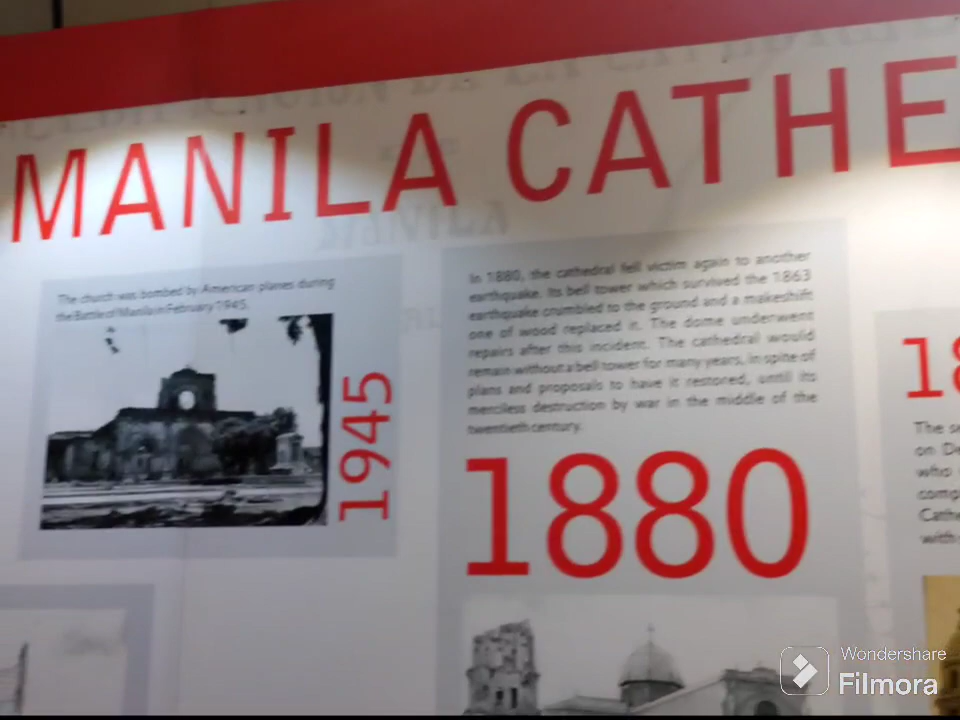 MANILA CATHE
The church was bombed by American planes during
the Battle of Manila in February 1945.
1945
In 1880, the cathedral fell victim again to another
earthquake. Its bell tower which survived the 1863
earthquake crumbled to the ground and a makeshift
one of wood replaced it. The dome underwent
repairs after this incident. The cathedral would
remain without a bell tower for many years, in spite of
plans and proposals to have it restored, until its
merciless destruction by war in the middle of the
twentieth century.
1880
18
The se
on De
who
comp
Cathe
with
MANILA
Wondershare
Filmora